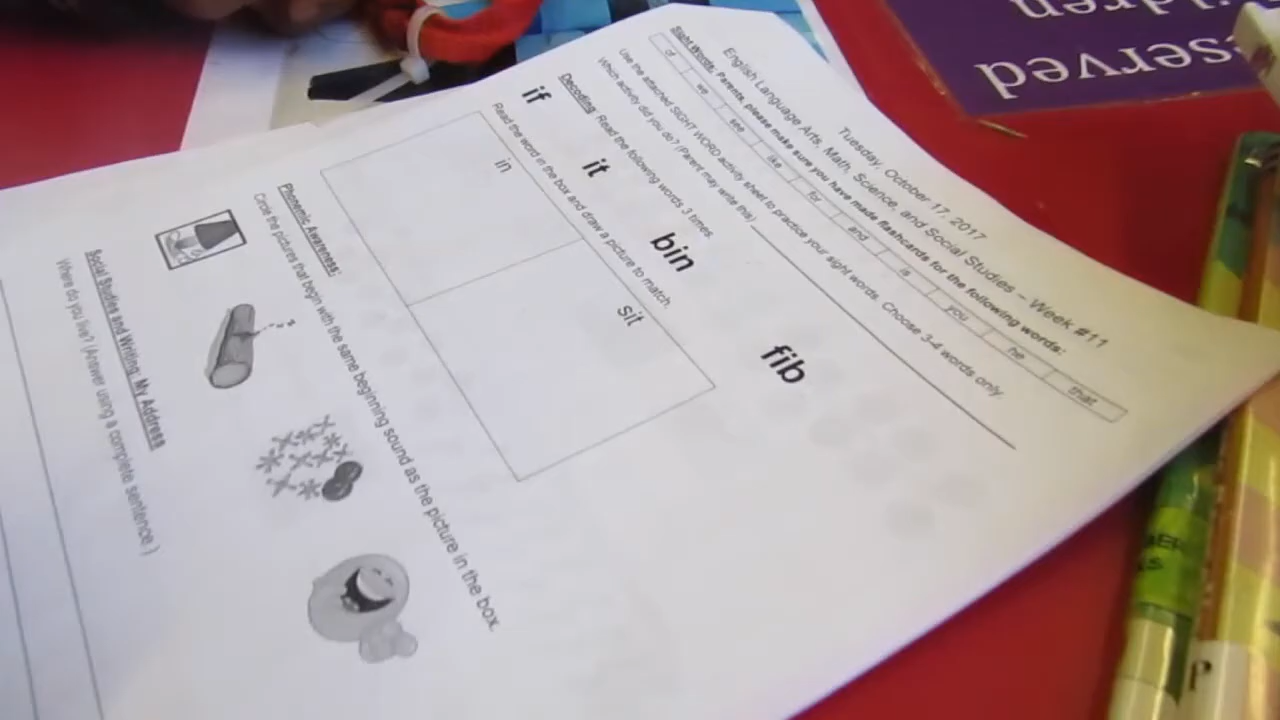 Tuesday, October 17, 2017
English Language Arts, Math, Science, and Social Studies – Week #11
Sight Words: Parents, please make sure you have made flashcards for the following words:
of we see like for and is you he that
Use the attached SIGHT WORD activity sheet to practice your sight words. Choose 3-4 words only.
Which activity did you do? (Parent may write this)
Decoding: Read the following words 3 times.
if it bin fib
Read the word in the box and draw a picture to match.
in sit
Phonemic Awareness:
Circle the pictures that begin with the same beginning sound as the picture in the box.
Social Studies and Writing: My Address
Where do you live? (Answer using a complete sentence.)
served
ildren
P